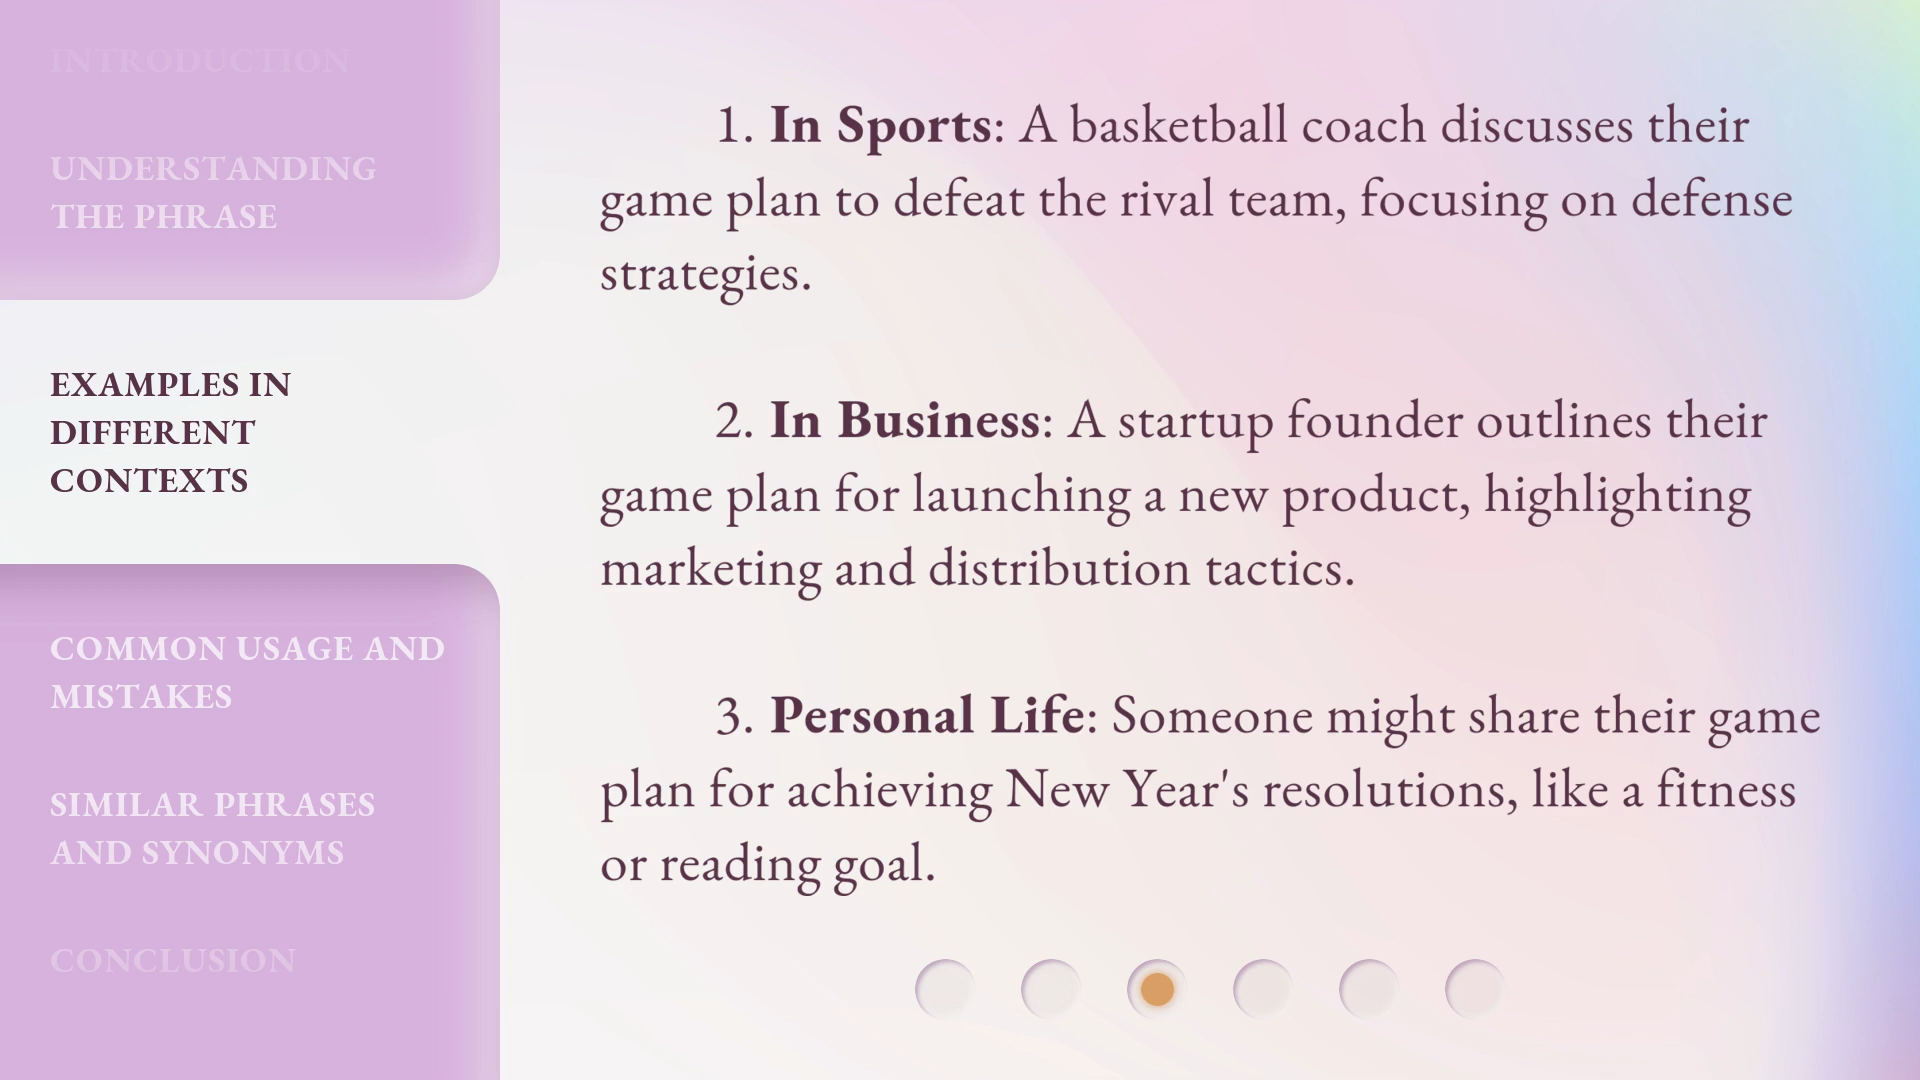 INTRODUCTION
UNDERSTANDING
THE PHRASE
EXAMPLES IN
DIFFERENT
CONTEXTS
COMMON USAGE AND
MISTAKES
SIMILAR PHRASES
AND SYNONYMS
CONCLUSION
1. In Sports: A basketball coach discusses their
game plan to defeat the rival team, focusing on defense
strategies.
2. In Business: A startup founder outlines their
game plan for launching a new product, highlighting
marketing and distribution tactics.
3. Personal Life: Someone might share their game
plan for achieving New Year's resolutions, like a fitness
or reading goal.